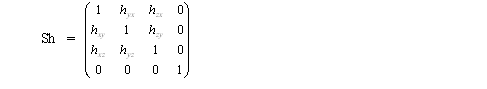 1 h_yx h_zx 0
Sh = h_xy 1 h_zy 0
h_xz h_yz 1 0
0 0 0 1